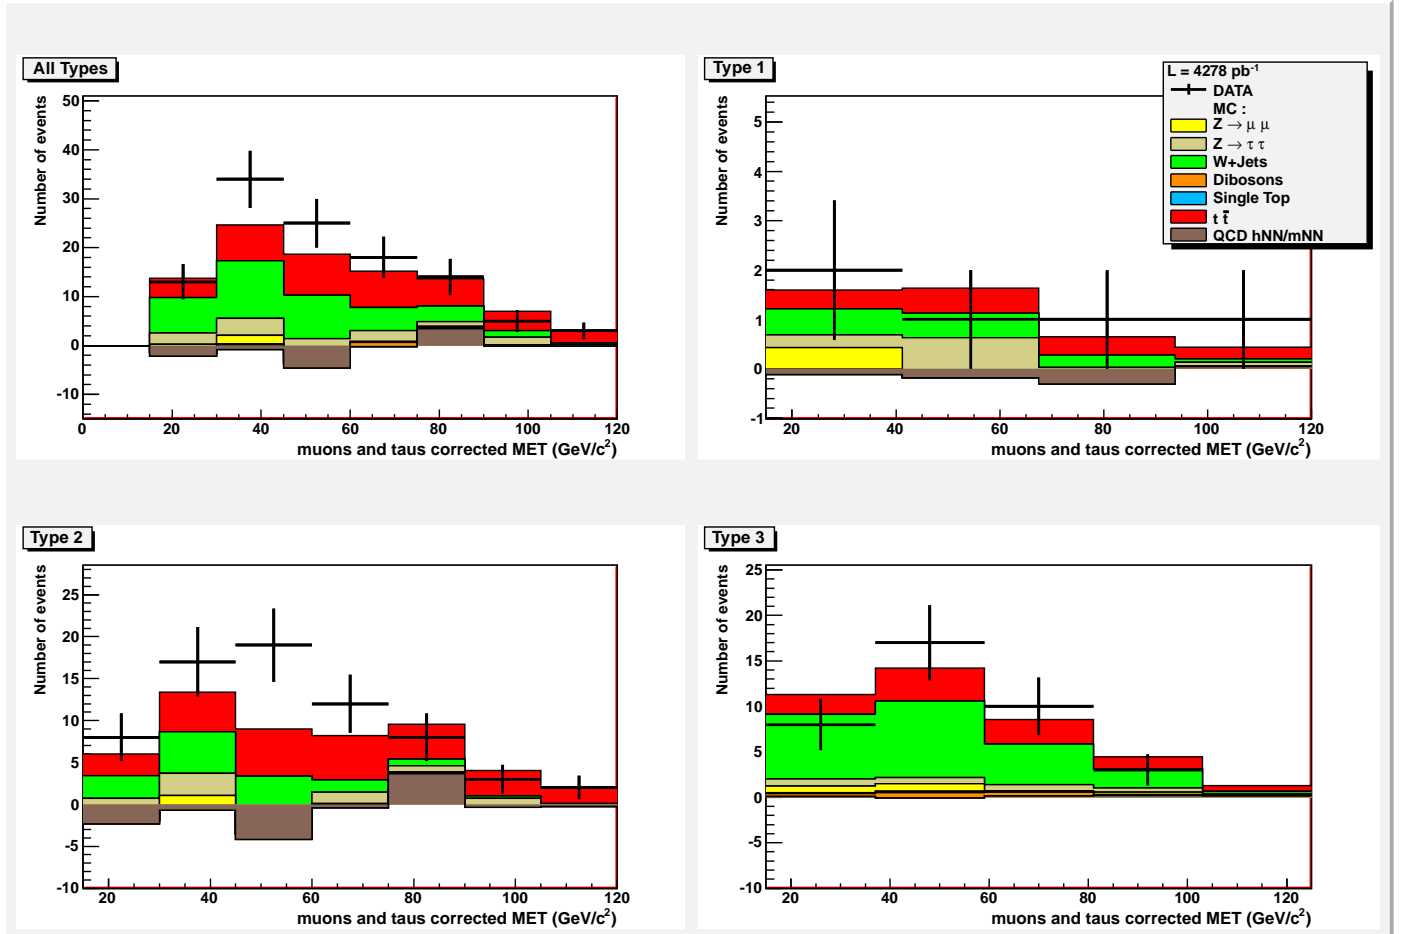 All Types
Number of events
50
40
30
20
10
0
-10
0 20 40 60 80 100 120
muons and taus corrected MET (GeV/c²)
Type 1
L = 4278 pb⁻¹
DATA
MC :
Z → μ μ
Z → τ τ
W+Jets
Dibosons
Single Top
t t̄
QCD hNN/mNN
Number of events
5
4
3
2
1
0
-1
20 40 60 80 100 120
muons and taus corrected MET (GeV/c²)
Type 2
Number of events
25
20
15
10
5
0
-5
-10
20 40 60 80 100 120
muons and taus corrected MET (GeV/c²)
Type 3
Number of events
25
20
15
10
5
0
-5
-10
20 40 60 80 100 120
muons and taus corrected MET (GeV/c²)